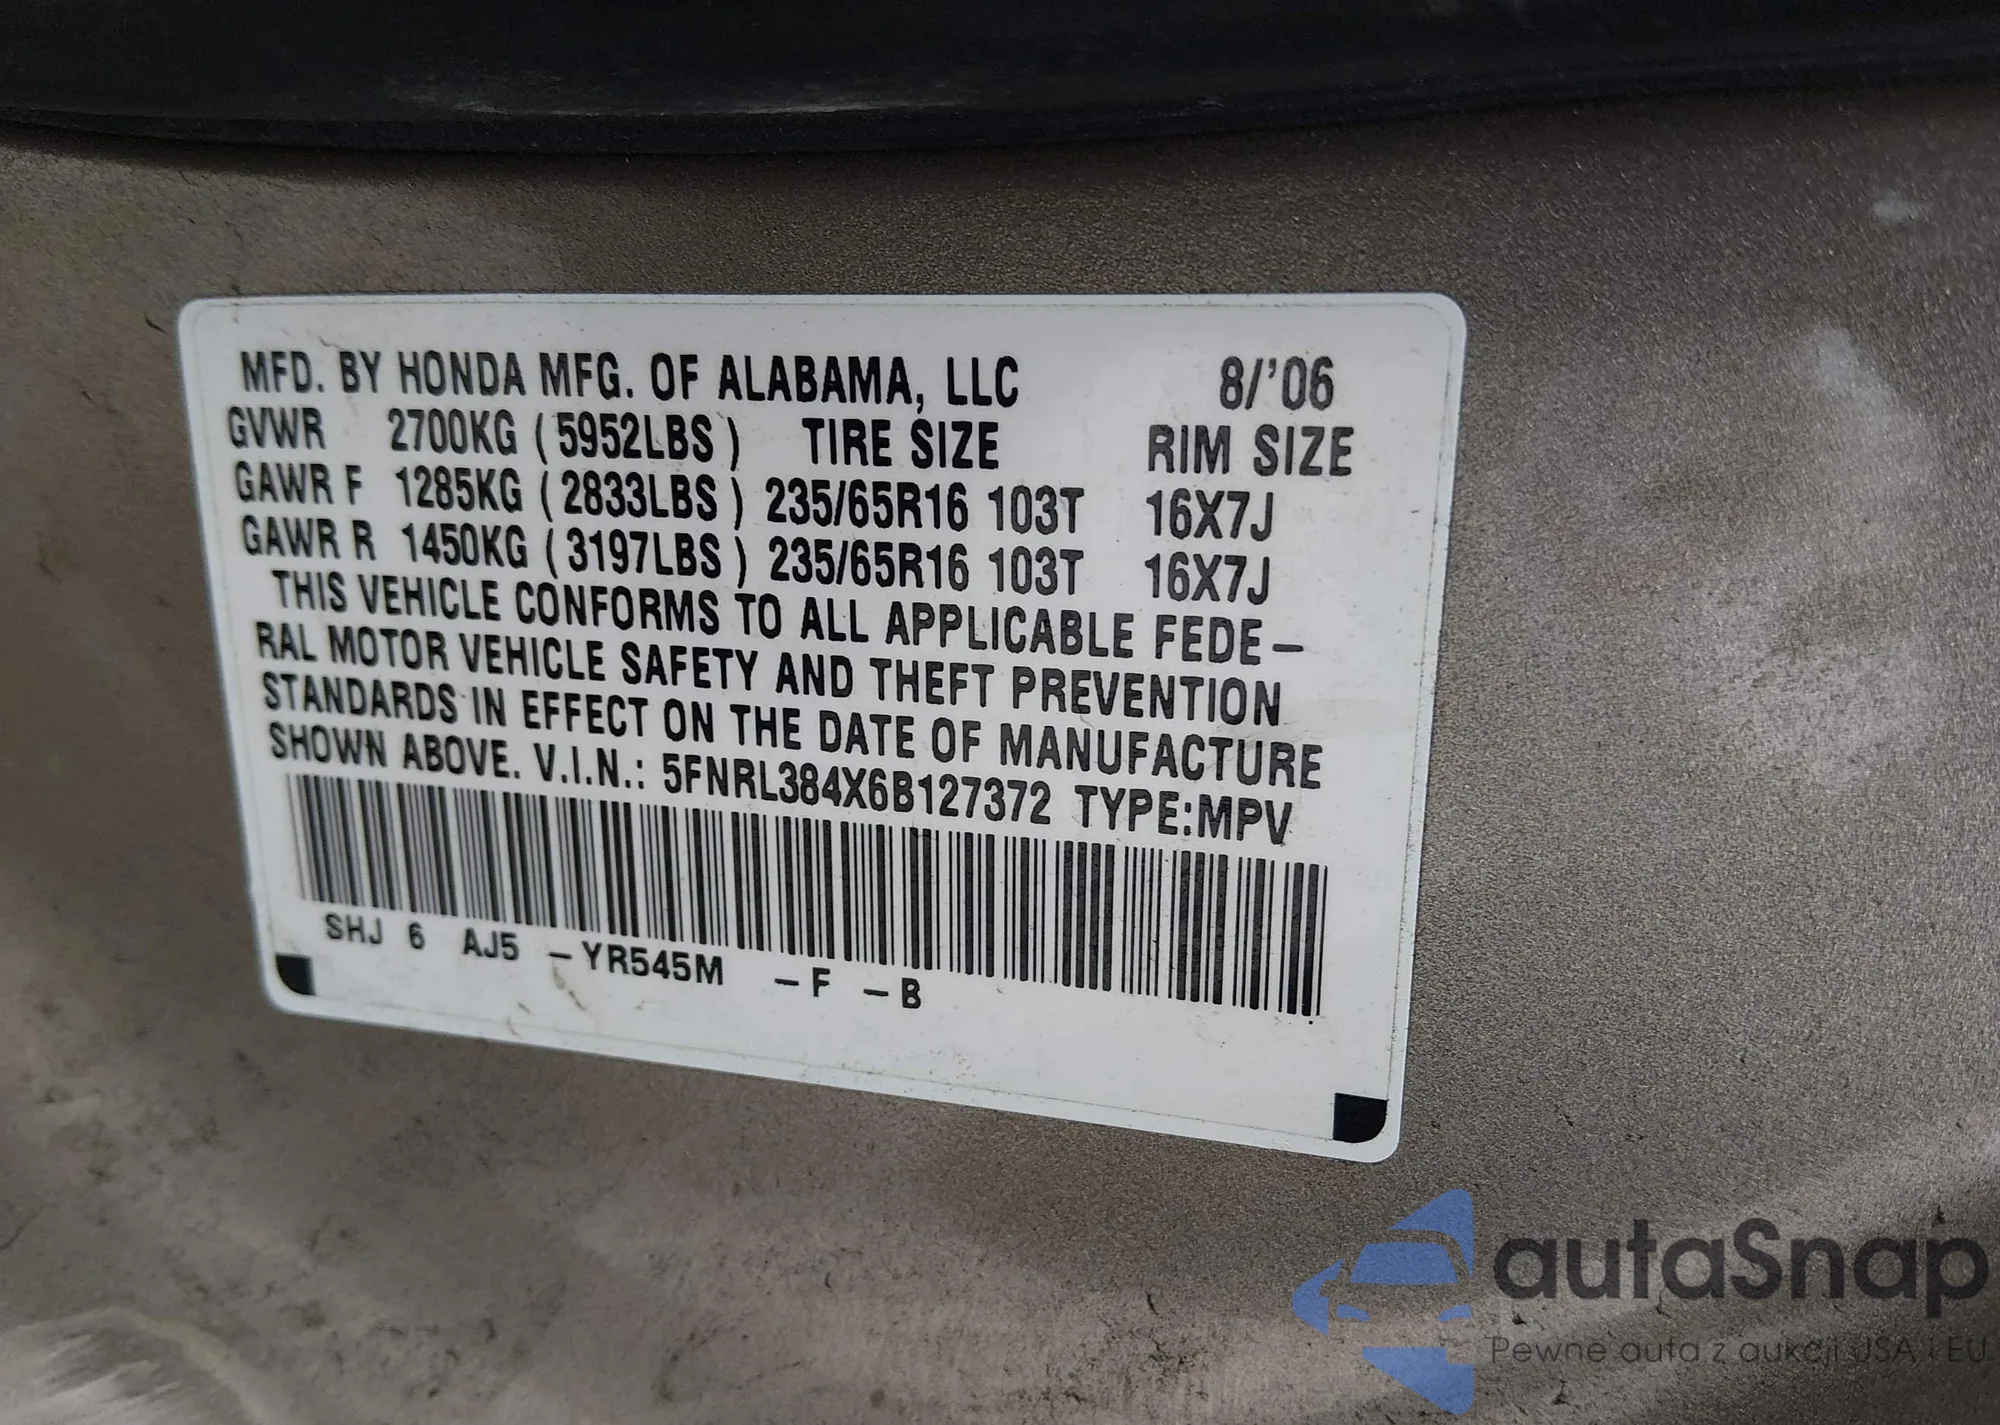 MFD. BY HONDA MFG. OF ALABAMA, LLC 8/'06
GVWR 2700KG (5952LBS) TIRE SIZE RIM SIZE
GAWR F 1285KG (2833LBS) 235/65R16 103T 16X7J
GAWR R 1450KG (3197LBS) 235/65R16 103T 16X7J
THIS VEHICLE CONFORMS TO ALL APPLICABLE FEDE-
RAL MOTOR VEHICLE SAFETY AND THEFT PREVENTION
STANDARDS IN EFFECT ON THE DATE OF MANUFACTURE
SHOWN ABOVE. V.I.N.: 5FNRL384X6B127372 TYPE:MPV
SHJ 6 AJ5 -YR545M -F -B
autaSnap
Pewne auta z aukcji USA i EU